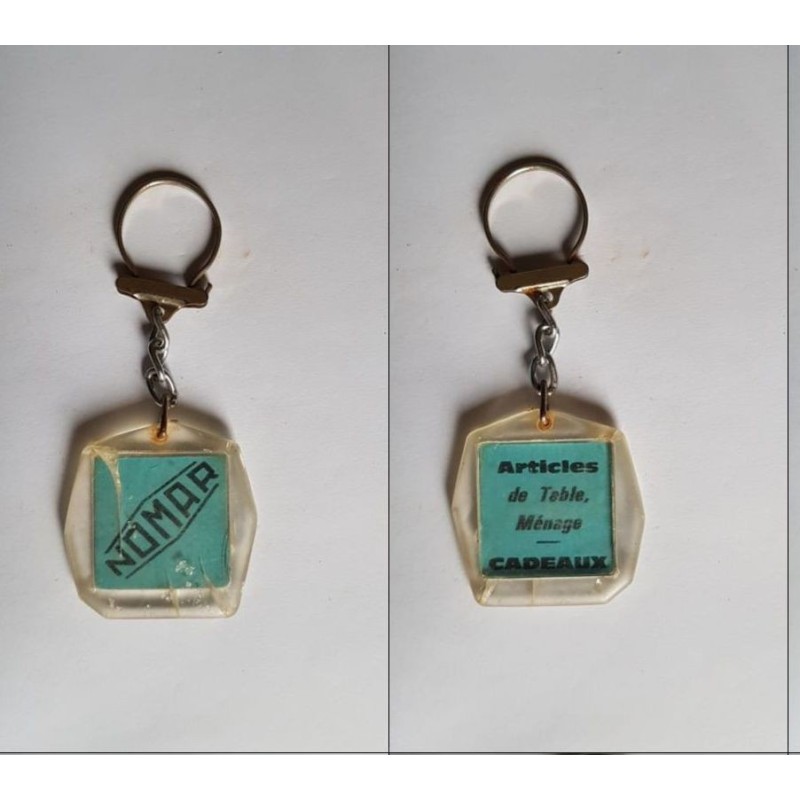 NOMAR
Articles
de Table,
Ménage
CADEAUX